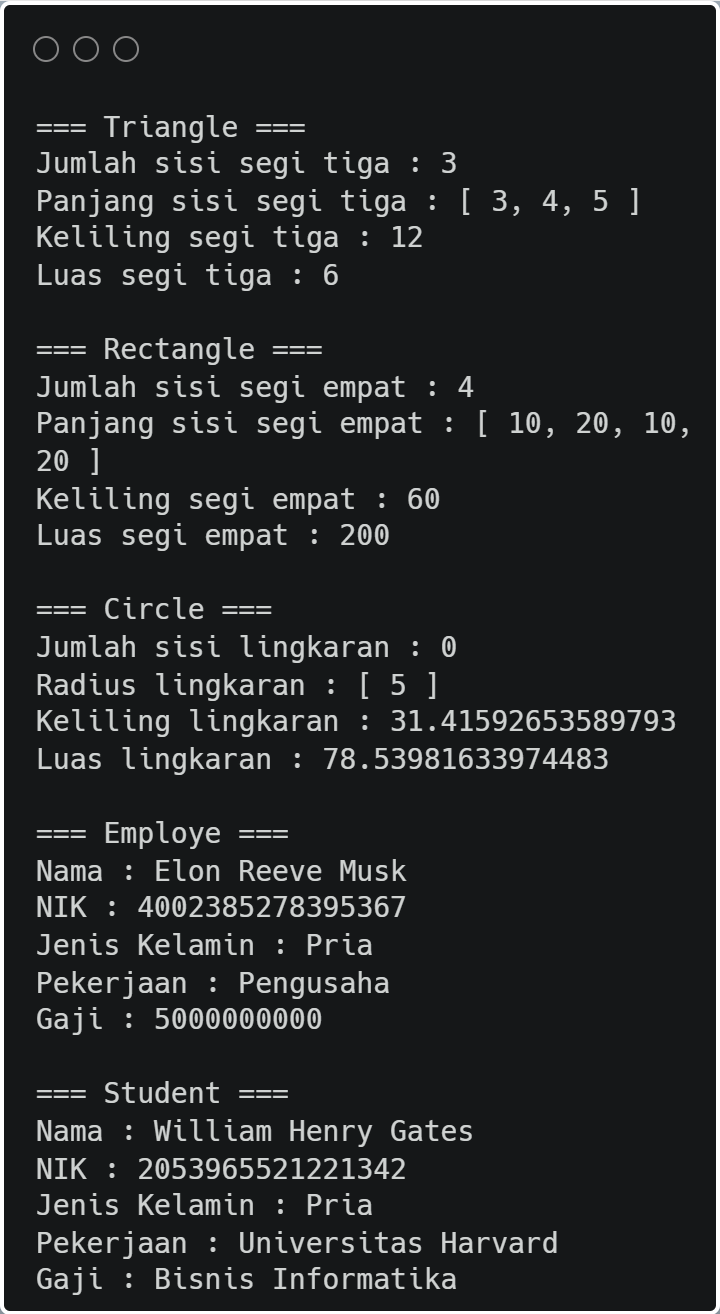 === Triangle ===
Jumlah sisi segi tiga : 3
Panjang sisi segi tiga : [ 3, 4, 5 ]
Keliling segi tiga : 12
Luas segi tiga : 6

=== Rectangle ===
Jumlah sisi segi empat : 4
Panjang sisi segi empat : [ 10, 20, 10,
20 ]
Keliling segi empat : 60
Luas segi empat : 200

=== Circle ===
Jumlah sisi lingkaran : 0
Radius lingkaran : [ 5 ]
Keliling lingkaran : 31.41592653589793
Luas lingkaran : 78.53981633974483

=== Employe ===
Nama : Elon Reeve Musk
NIK : 4002385278395367
Jenis Kelamin : Pria
Pekerjaan : Pengusaha
Gaji : 5000000000

=== Student ===
Nama : William Henry Gates
NIK : 2053965521221342
Jenis Kelamin : Pria
Pekerjaan : Universitas Harvard
Gaji : Bisnis Informatika